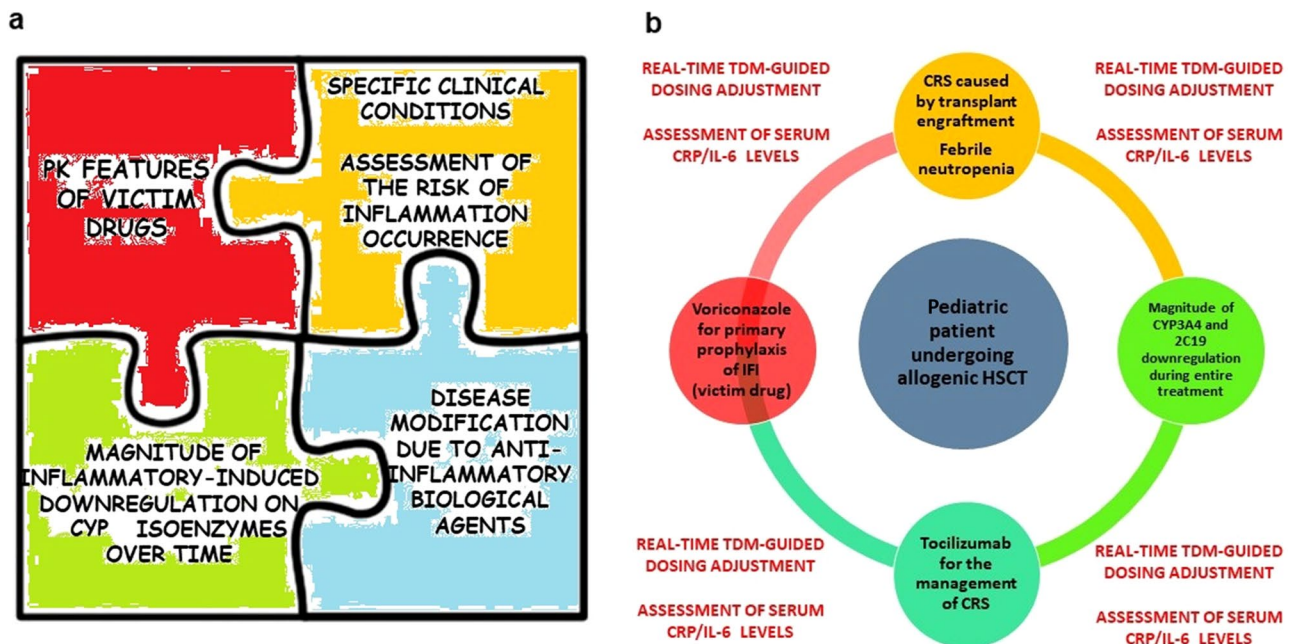 a
PK FEATURES
OF VICTIM
DRUGS
SPECIFIC CLINICAL
CONDITIONS
ASSESSMENT OF
THE RISK OF
INFLAMMATION
OCCURRENCE
MAGNITUDE OF
INFLAMMATORY-INDUCED
DOWNREGULATION ON
CYP ISOENZYMES
OVER TIME
DISEASE
MODIFICATION
DUE TO ANTI-
INFLAMMATORY
BIOLOGICAL
AGENTS
b
REAL-TIME TDM-GUIDED
DOSING ADJUSTMENT
ASSESSMENT OF SERUM
CRP/IL-6 LEVELS
CRS caused
by transplant
engraftment
Febrile
neutropenia
REAL-TIME TDM-GUIDED
DOSING ADJUSTMENT
ASSESSMENT OF SERUM
CRP/IL-6 LEVELS
Voriconazole
for primary
prophylaxis
of IFI
(victim drug)
Pediatric
patient
undergoing
allogenic HSCT
Magnitude of
CYP3A4 and
2C19
downregulation
during entire
treatment
REAL-TIME TDM-GUIDED
DOSING ADJUSTMENT
ASSESSMENT OF SERUM
CRP/IL-6 LEVELS
Tocilizumab
for the
management
of CRS
REAL-TIME TDM-GUIDED
DOSING ADJUSTMENT
ASSESSMENT OF SERUM
CRP/IL-6 LEVELS